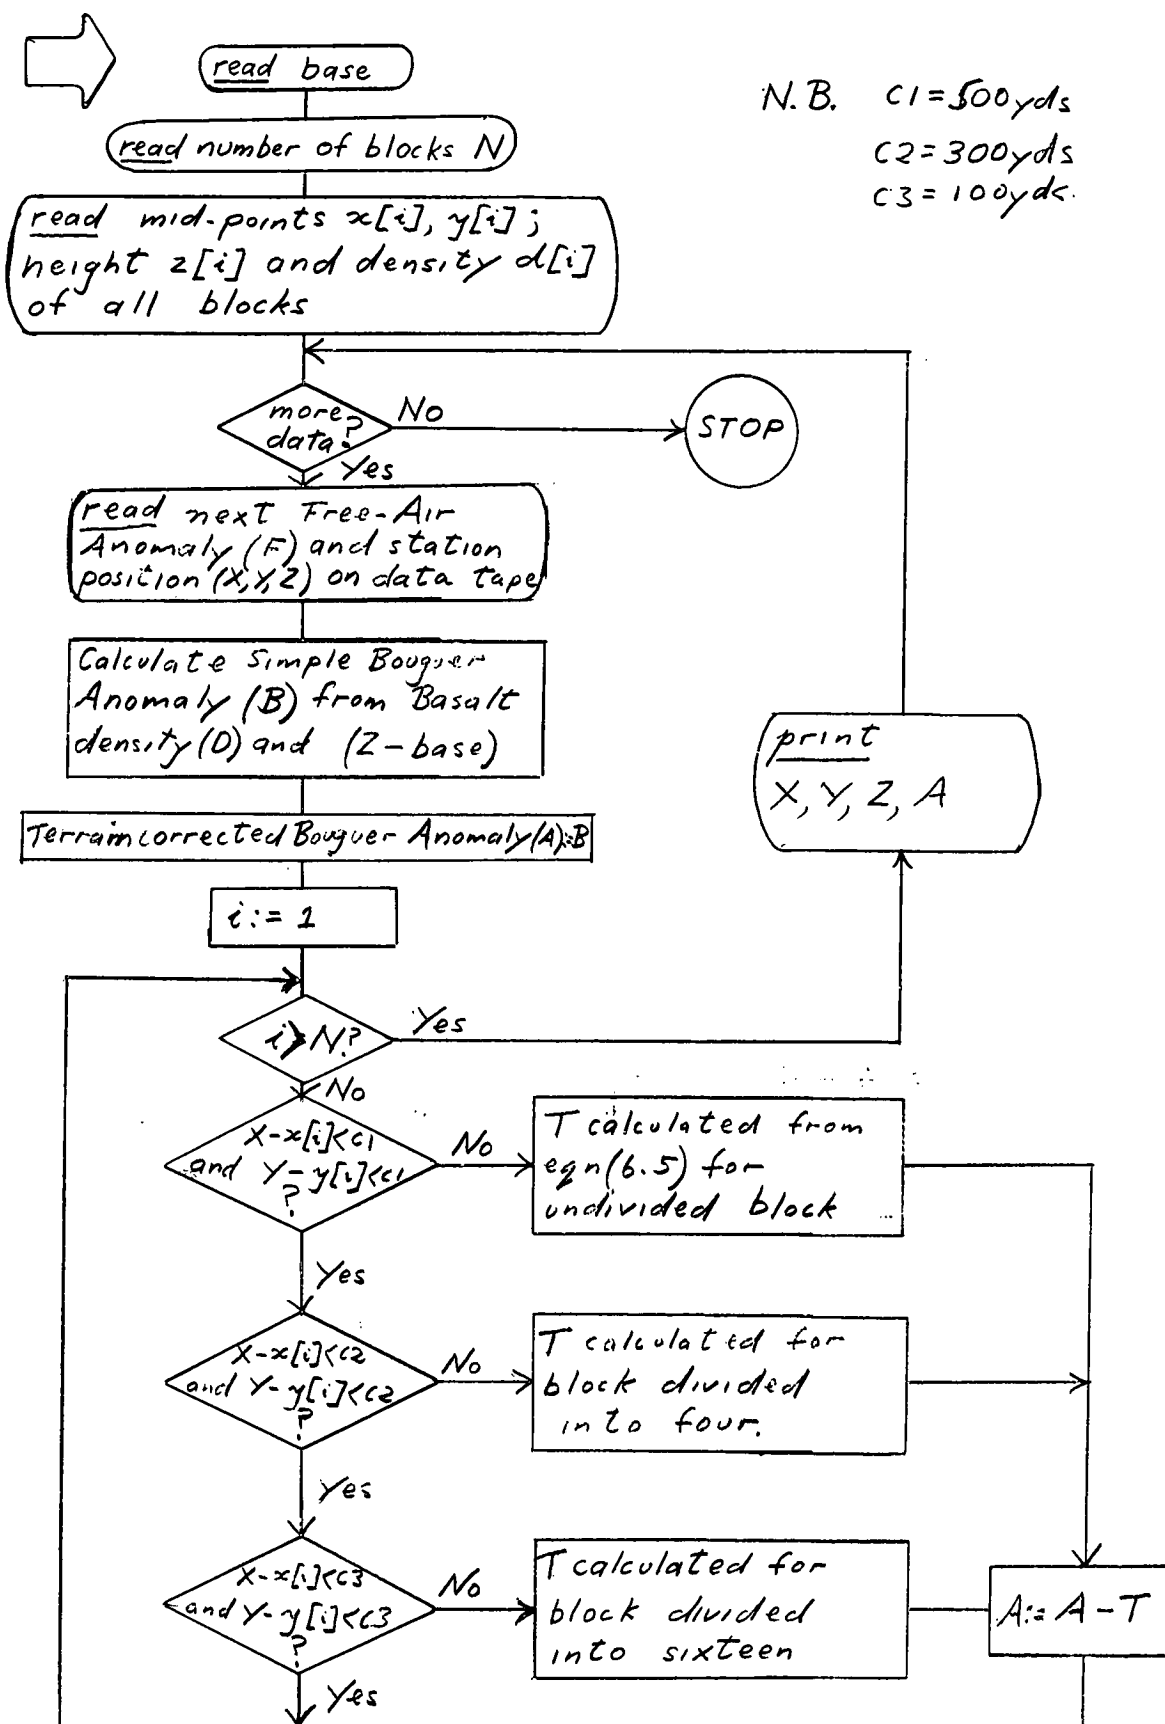 read base
N.B. C1=500yds
C2=300yds
C3=100yds.
read number of blocks N
read mid-points x[i], y[i];
height z[i] and density d[i]
of all blocks
more
data?
No
STOP
Yes
read next Free-Air
Anomaly (F) and station
position (X,Y,Z) on data tape
Calculate Simple Bouguer
Anomaly (B) from Basalt
density (D) and (Z-base)
print
X, Y, Z, A
Terrain corrected Bouguer Anomaly (A):=B
i:= 1
i>N?
Yes
No
X-x[i]<C1
and Y-y[i]<C1
?
No
T calculated from
eqn(6.5) for
undivided block
Yes
X-x[i]<C2
and Y-y[i]<C2
?
No
T calculated for
block divided
into four.
Yes
X-x[i]<C3
and Y-y[i]<C3
?
No
T calculated for
block divided
into sixteen
A:= A-T
Yes